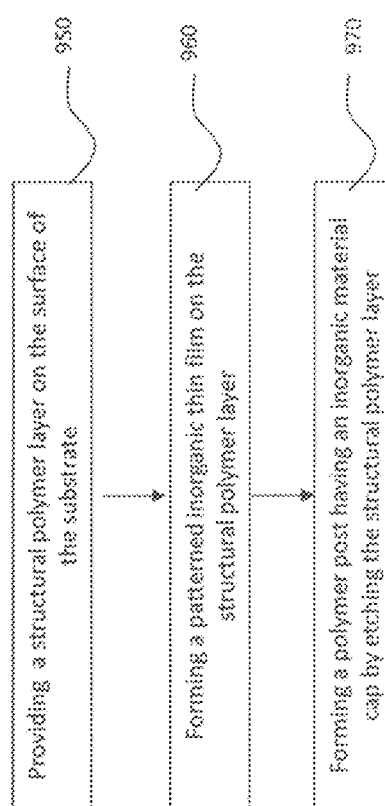 Providing a structural polymer layer on the surface of
the substrate
950
Forming a patterned inorganic thin film on the
structural polymer layer
960
Forming a polymer post having an inorganic material
cap by etching the structural polymer layer
970